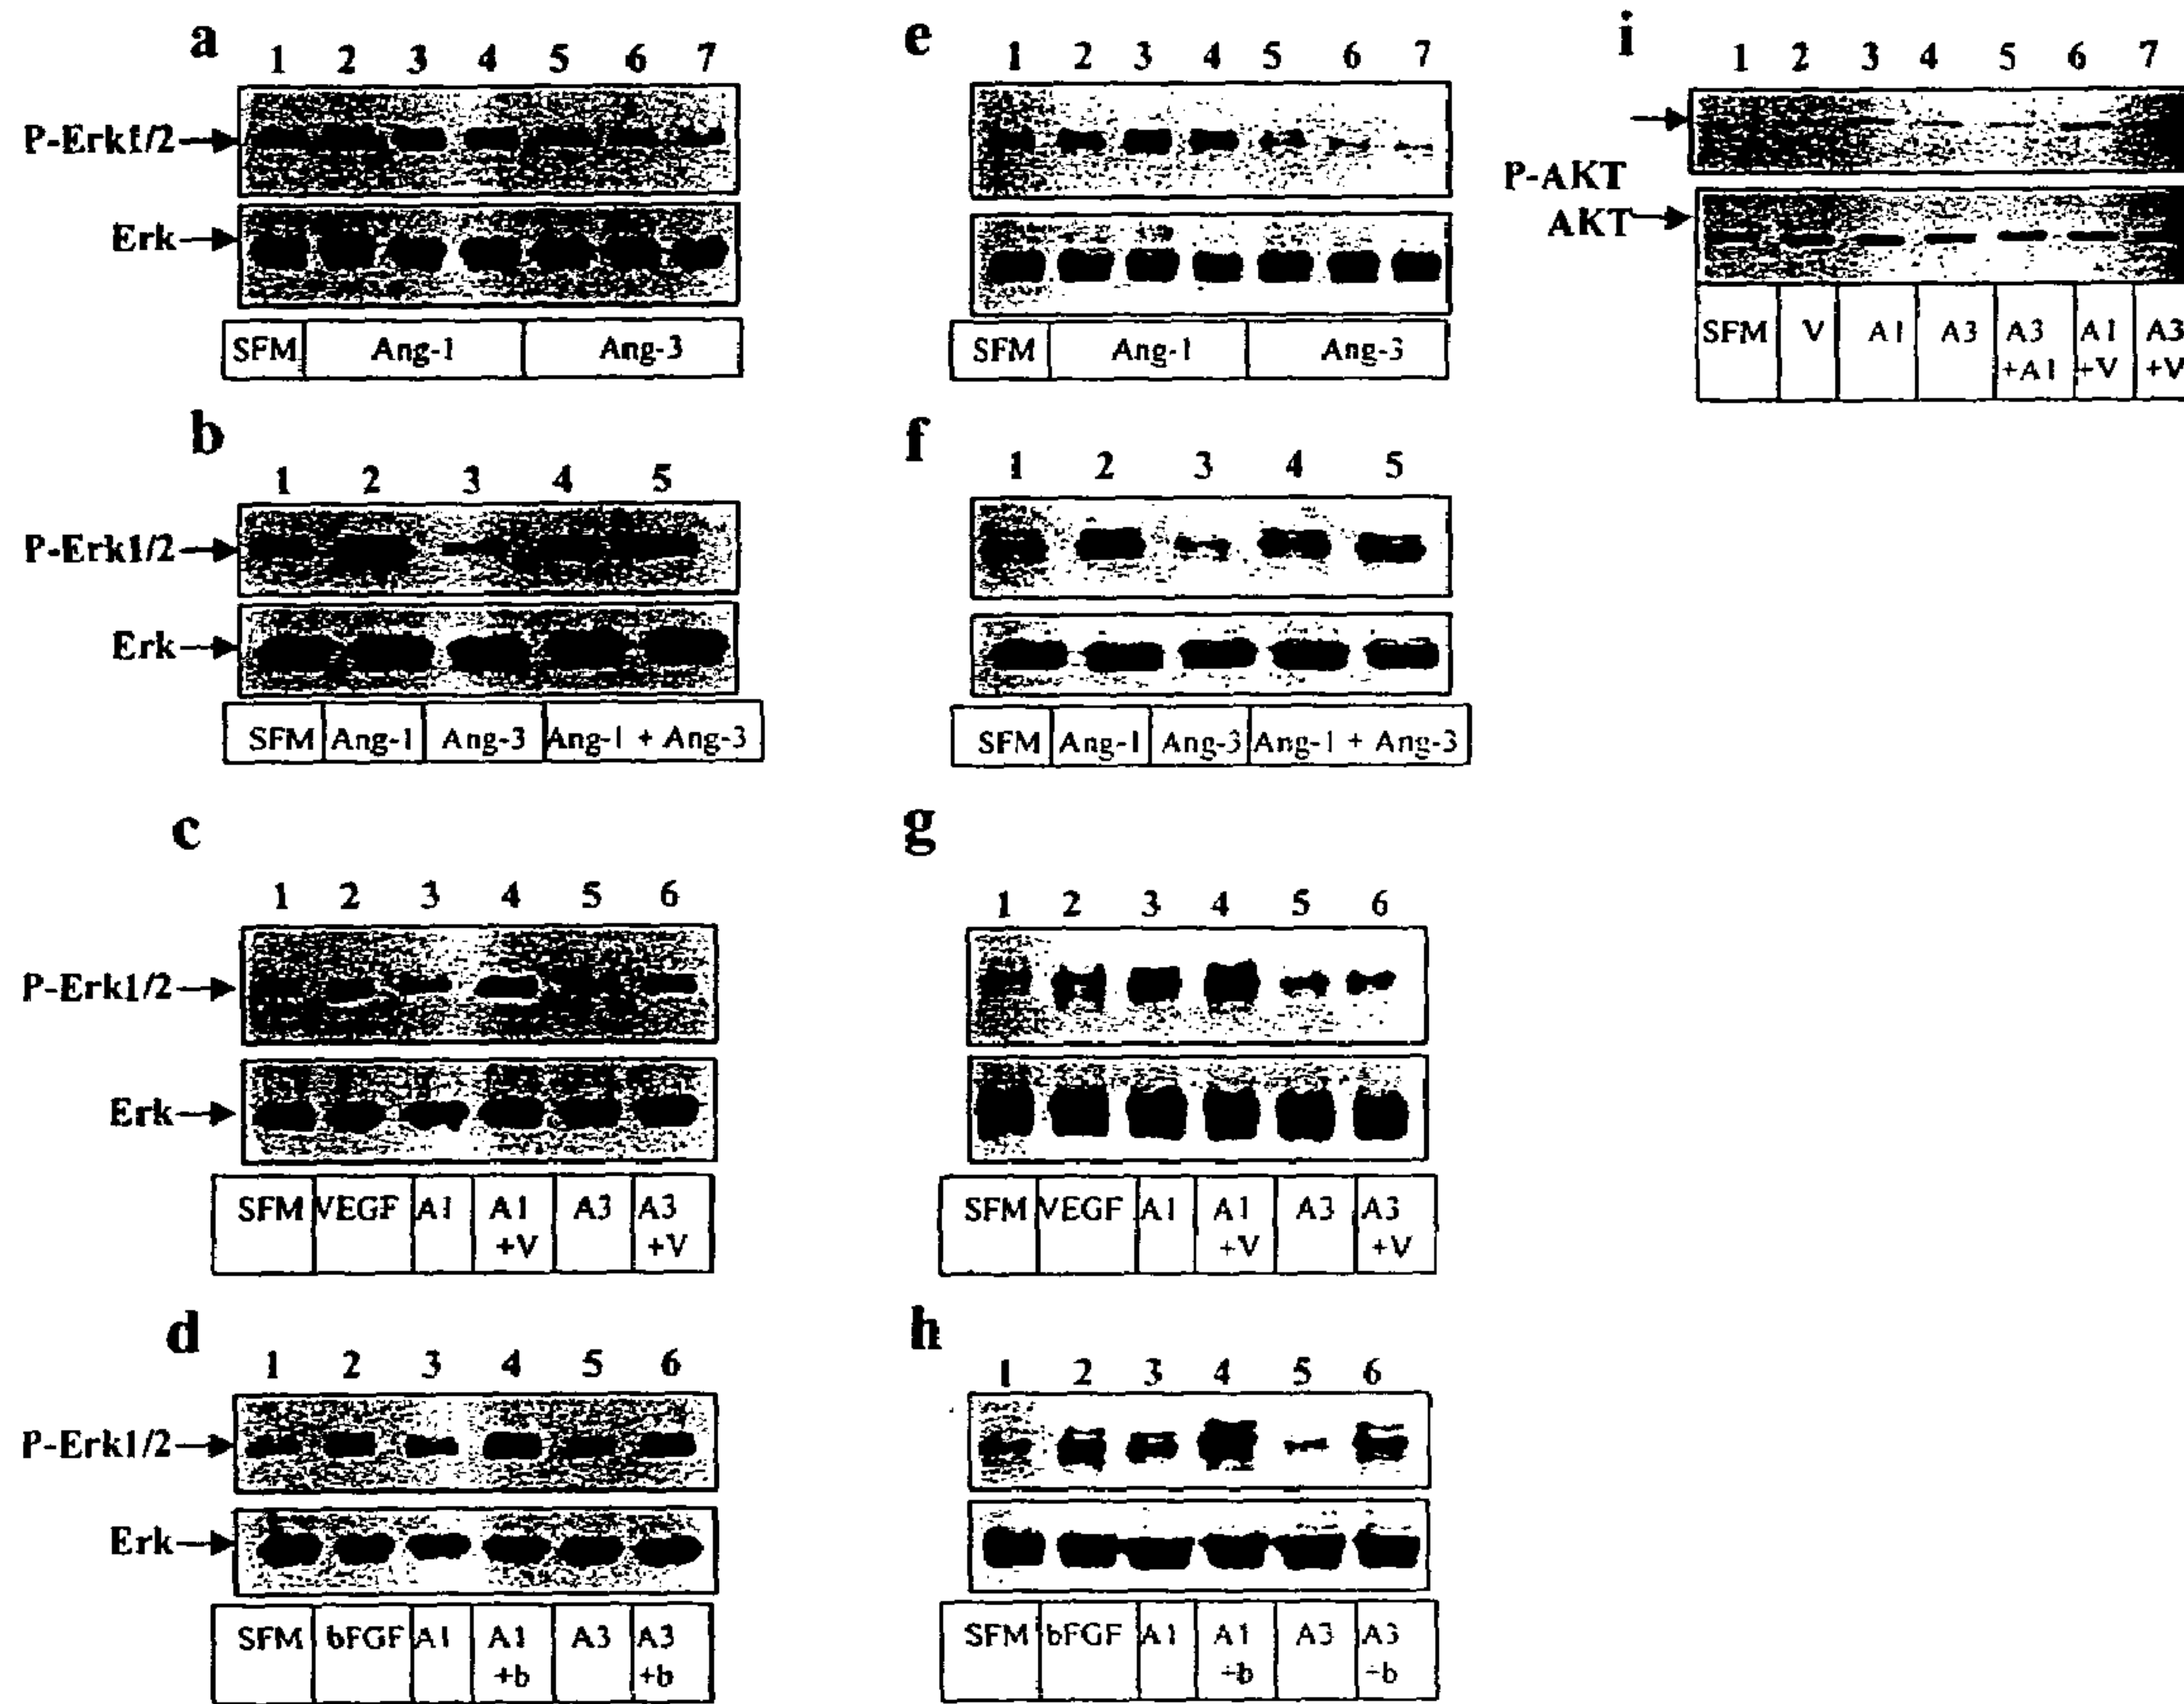 a
1 2 3 4 5 6 7
P-Erk1/2
Erk
SFM Ang-1 Ang-3
b
1 2 3 4 5
P-Erk1/2
Erk
SFM Ang-1 Ang-3 Ang-1 + Ang-3
c
1 2 3 4 5 6
P-Erk1/2
Erk
SFM VEGF A1 A1 A3 A3
+V +V
d
1 2 3 4 5 6
P-Erk1/2
Erk
SFM bFGF A1 A1 A3 A3
+b +b
e
1 2 3 4 5 6 7
SFM Ang-1 Ang-3
f
1 2 3 4 5
SFM Ang-1 Ang-3 Ang-1 + Ang-3
g
1 2 3 4 5 6
SFM VEGF A1 A1 A3 A3
+V +V
h
1 2 3 4 5 6
SFM bFGF A1 A1 A3 A3
+b +b
i
1 2 3 4 5 6 7
P-AKT
AKT
SFM V A1 A3 A3 A1 A3
+A1 +V +V